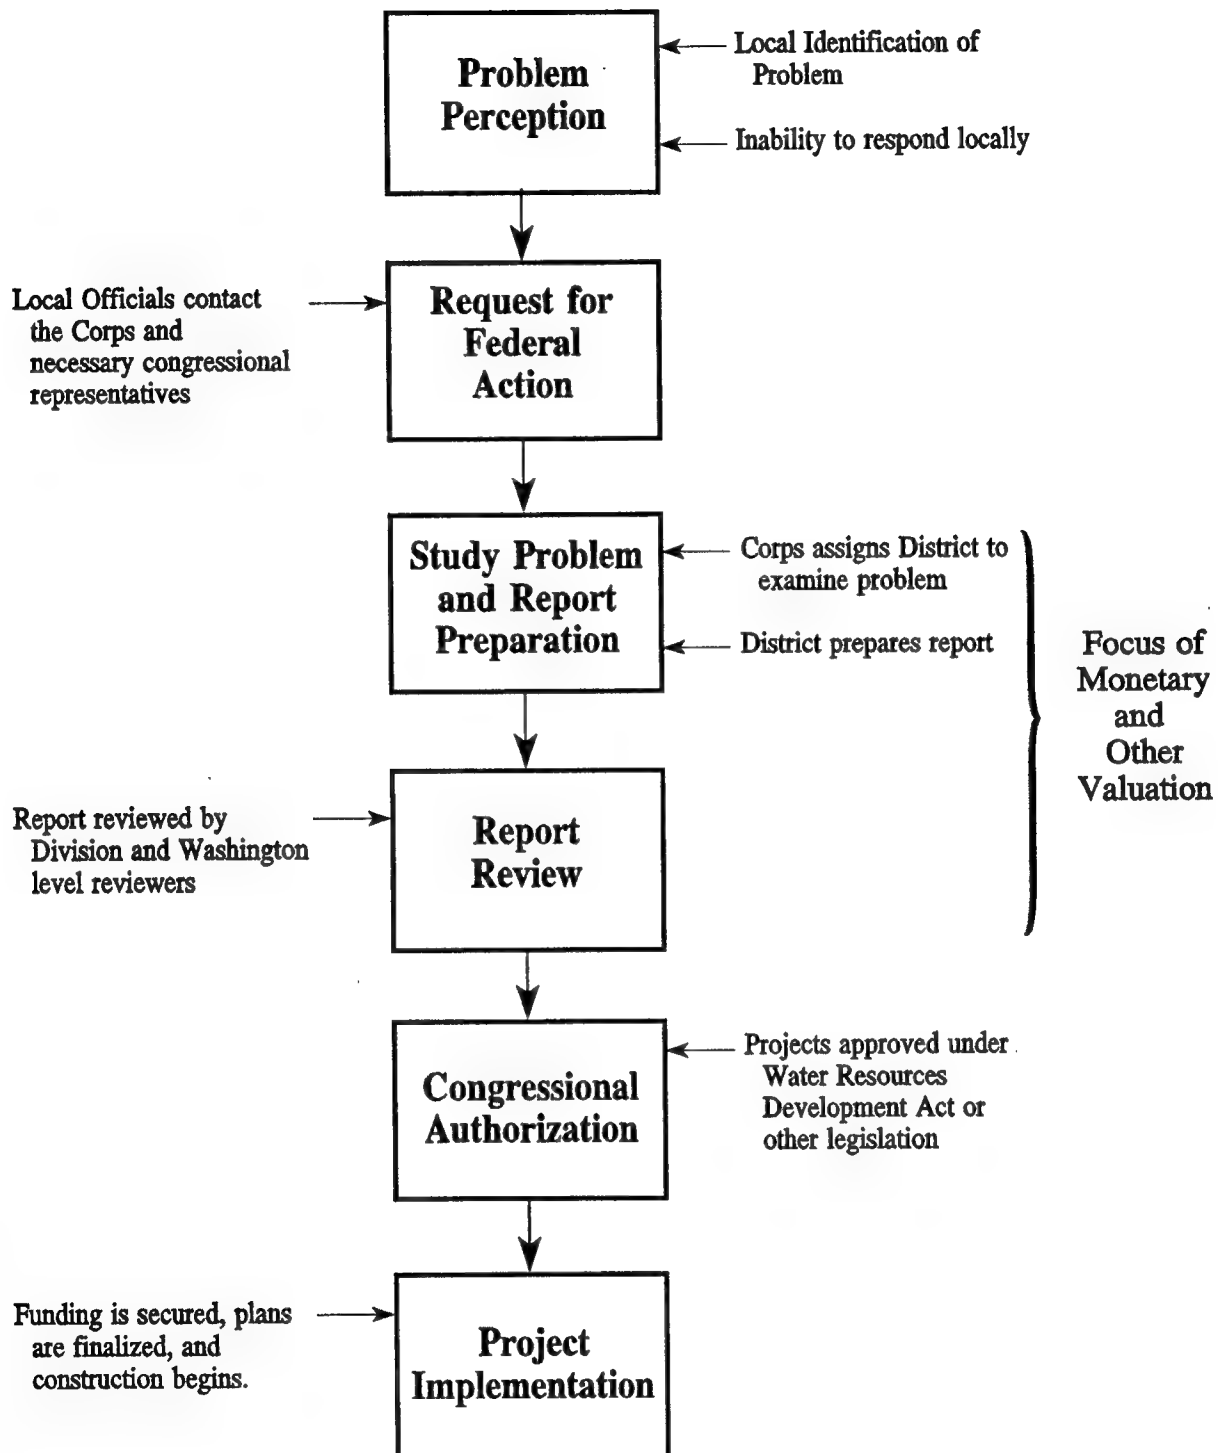 Problem
Perception
Local Identification of
Problem
Inability to respond locally
Local Officials contact
the Corps and
necessary congressional
representatives
Request for
Federal
Action
Study Problem
and Report
Preparation
Corps assigns District to
examine problem
District prepares report
Focus of
Monetary
and
Other
Valuation
Report reviewed by
Division and Washington
level reviewers
Report
Review
Congressional
Authorization
Projects approved under
Water Resources
Development Act or
other legislation
Funding is secured, plans
are finalized, and
construction begins.
Project
Implementation